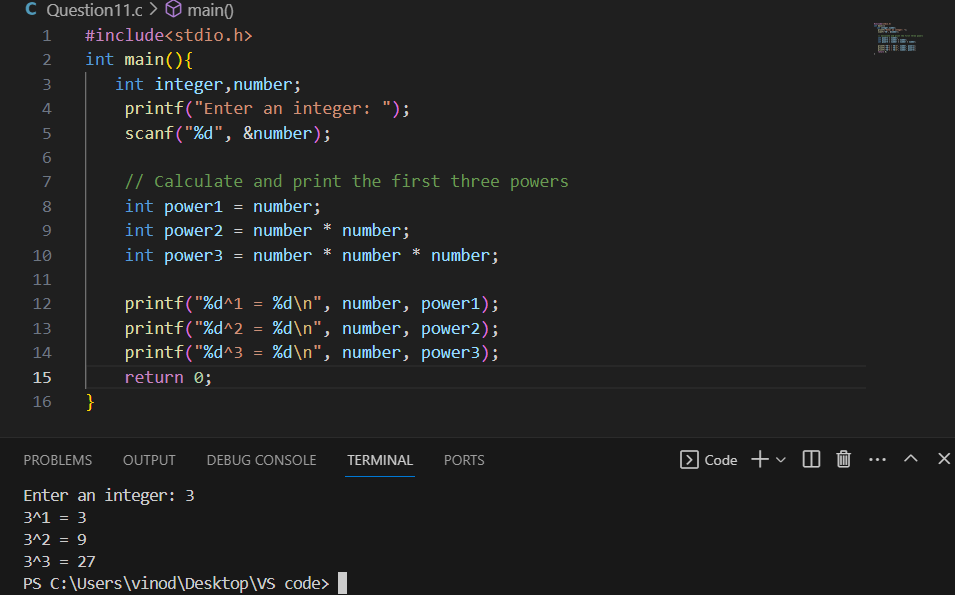 C Question11.c > main()
1 #include<stdio.h>
2 int main(){
3    int integer,number;
4     printf("Enter an integer: ");
5     scanf("%d", &number);
6
7     // Calculate and print the first three powers
8     int power1 = number;
9     int power2 = number * number;
10     int power3 = number * number * number;
11
12     printf("%d^1 = %d\n", number, power1);
13     printf("%d^2 = %d\n", number, power2);
14     printf("%d^3 = %d\n", number, power3);
15     return 0;
16 }
PROBLEMS OUTPUT DEBUG CONSOLE TERMINAL PORTS Code
Enter an integer: 3
3^1 = 3
3^2 = 9
3^3 = 27
PS C:\Users\vinod\Desktop\VS code>